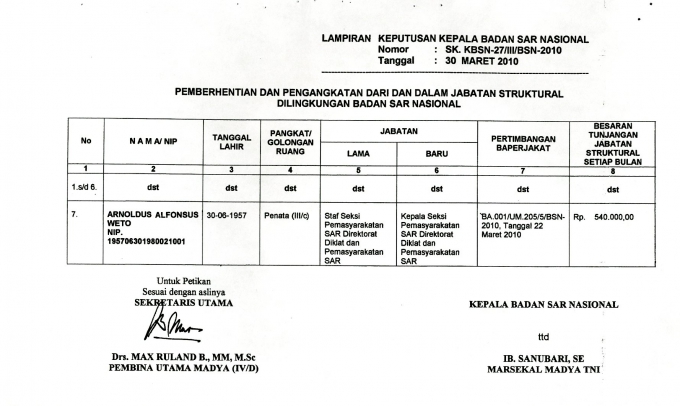 LAMPIRAN KEPUTUSAN KEPALA BADAN SAR NASIONAL
Nomor : SK. KBSN-27/III/BSN-2010
Tanggal : 30 MARET 2010
PEMBERHENTIAN DAN PENGANGKATAN DARI DAN DALAM JABATAN STRUKTURAL
DILINGKUNGAN BADAN SAR NASIONAL
No
N A M A/ NIP
TANGGAL
LAHIR
PANGKAT/
GOLONGAN
RUANG
JABATAN
LAMA
BARU
PERTIMBANGAN
BAPERJAKAT
BESARAN
TUNJANGAN
JABATAN
STRUKTURAL
SETIAP BULAN
1 2 3 4 5 6 7 8
1.s/d 6. dst dst dst dst dst dst dst
7.
ARNOLDUS ALFONSUS
WETO
NIP.
195706301980021001
30-06-1957
Penata (III/c)
Staf Seksi
Pemasyarakatan
SAR Direktorat
Diklat dan
Pemasyarakatan
SAR
Kepala Seksi
Pemasyarakatan
SAR Direktorat
Diklat dan
Pemasyarakatan
SAR
BA.001/UM.205/5/BSN-
2010, Tanggal 22
Maret 2010
Rp. 540.000,00
Untuk Petikan
Sesuai dengan aslinya
SEKRETARIS UTAMA
Drs. MAX RULAND B., MM, M.Sc
PEMBINA UTAMA MADYA (IV/D)
KEPALA BADAN SAR NASIONAL
ttd
IB. SANUBARI, SE
MARSEKAL MADYA TNI